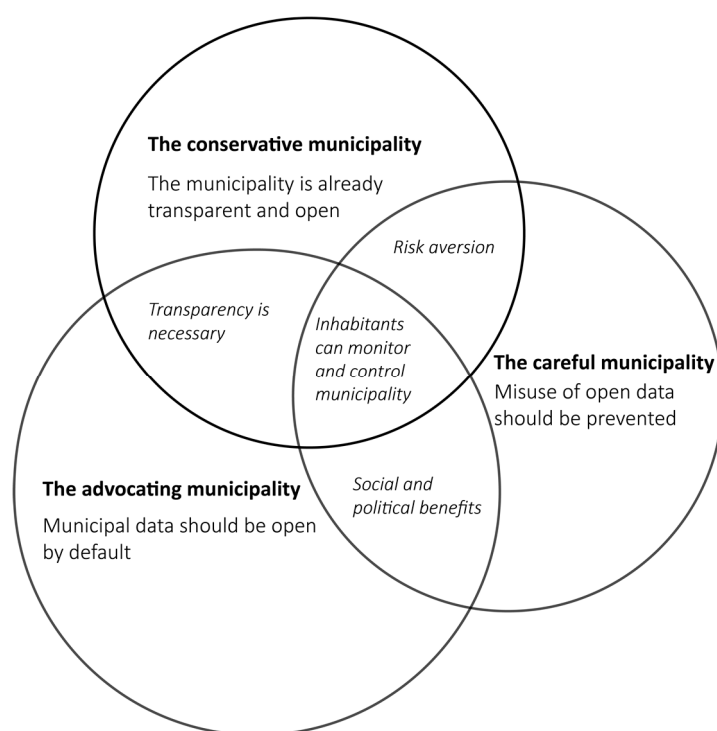 The conservative municipality
The municipality is already
transparent and open
Risk aversion
Transparency is
necessary
Inhabitants
can monitor
and control
municipality
The careful municipality
Misuse of open data
should be prevented
The advocating municipality
Municipal data should be open
by default
Social and
political benefits